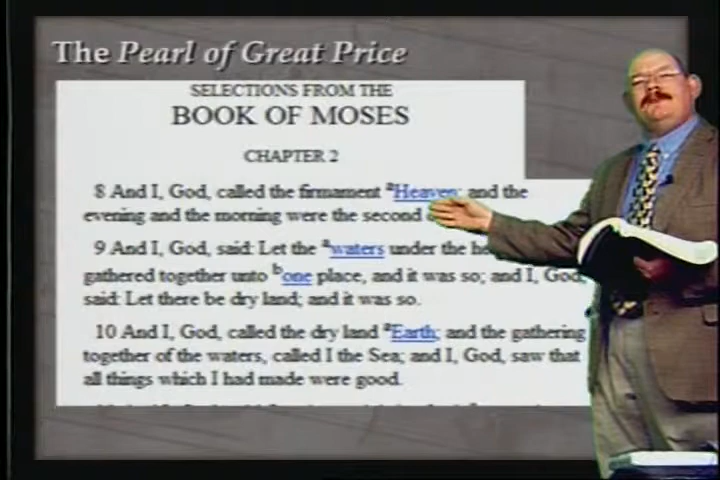 The Pearl of Great Price
SELECTIONS FROM THE
BOOK OF MOSES
CHAPTER 2
8 And I, God, called the firmament aHeaven; and the
evening and the morning were the second
9 And I, God, said: Let the awaters under the
gathered together unto bone place, and it was so; and I, God,
said: Let there be dry land; and it was so.
10 And I, God, called the dry land aEarth; and the gathering
together of the waters, called I the Sea; and I, God, saw that
all things which I had made were good.